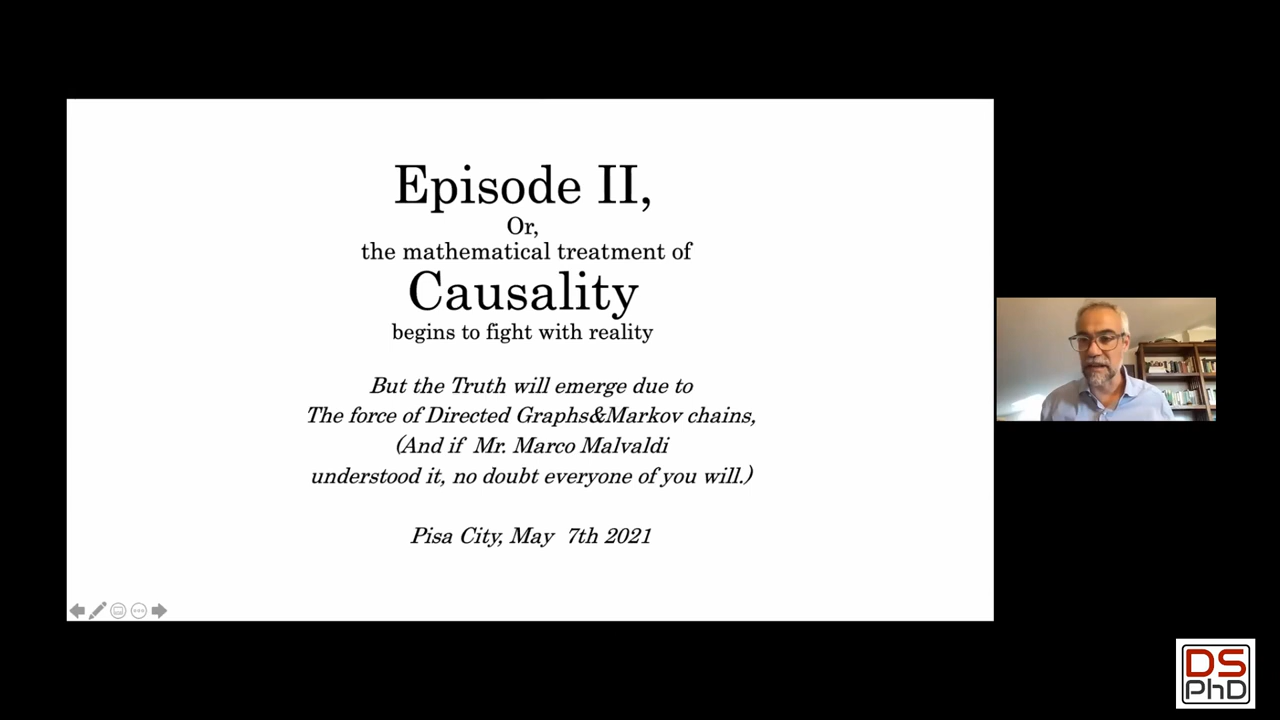 Episode II,
Or,
the mathematical treatment of
Causality
begins to fight with reality
But the Truth will emerge due to
The force of Directed Graphs&Markov chains,
(And if Mr. Marco Malvaldi
understood it, no doubt everyone of you will.)
Pisa City, May 7th 2021
DS
PhD